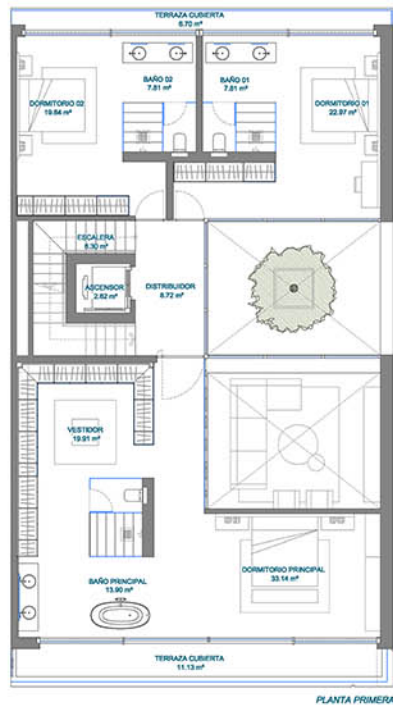 TERRAZA CUBIERTA
6.70 m²
BAÑO 02
7.81 m²
BAÑO 01
7.81 m²
DORMITORIO 02
19.64 m²
DORMITORIO 01
22.97 m²
ESCALERA
8.30 m²
ASCENSOR
2.62 m²
DISTRIBUIDOR
8.72 m²
VESTIDOR
19.91 m²
BAÑO PRINCIPAL
13.90 m²
DORMITORIO PRINCIPAL
33.14 m²
TERRAZA CUBIERTA
11.13 m²
PLANTA PRIMERA